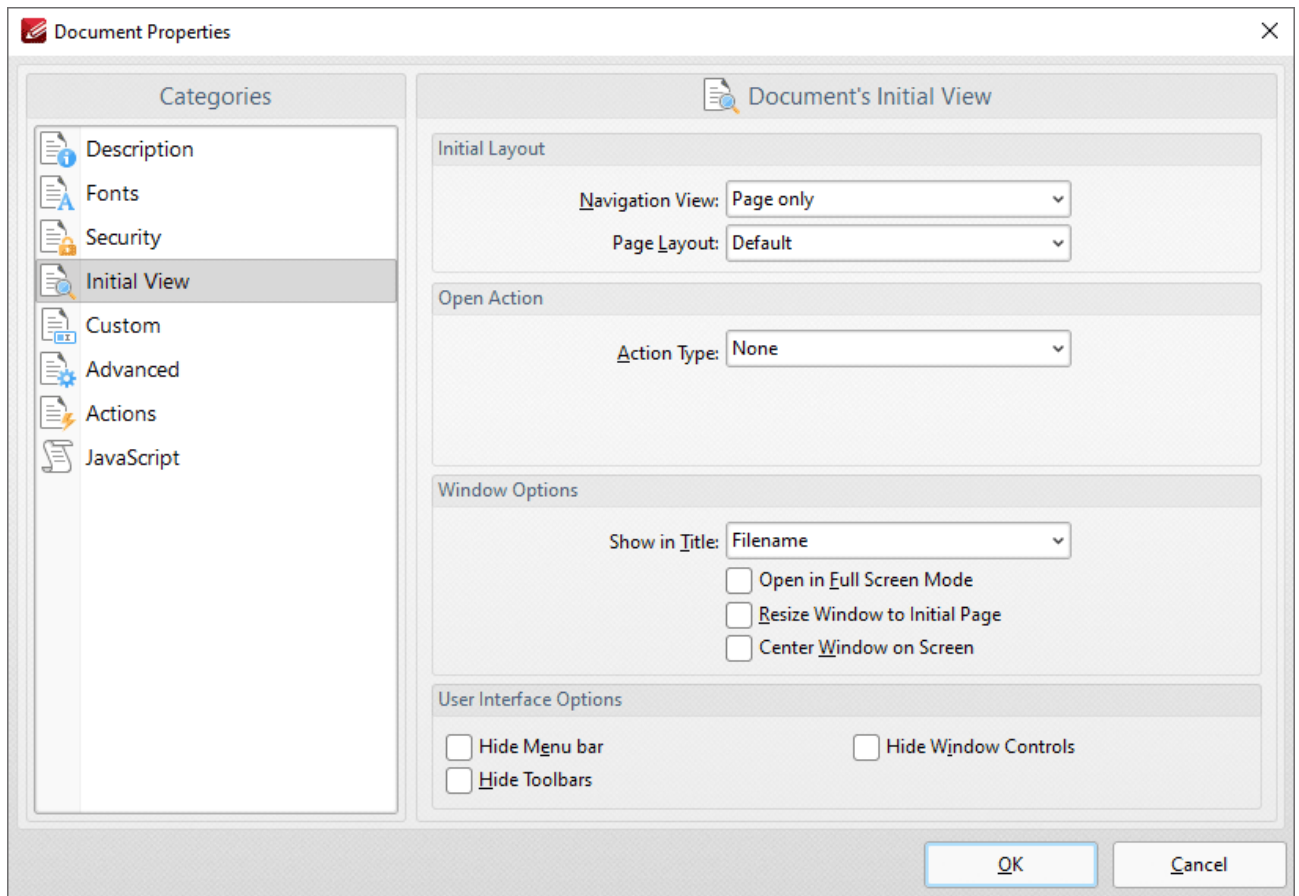 Document Properties
Categories
Description
Fonts
Security
Initial View
Custom
Advanced
Actions
JavaScript
Document's Initial View
Initial Layout
Navigation View: Page only
Page Layout: Default
Open Action
Action Type: None
Window Options
Show in Title: Filename
Open in Full Screen Mode
Resize Window to Initial Page
Center Window on Screen
User Interface Options
Hide Menu bar
Hide Window Controls
Hide Toolbars
OK
Cancel